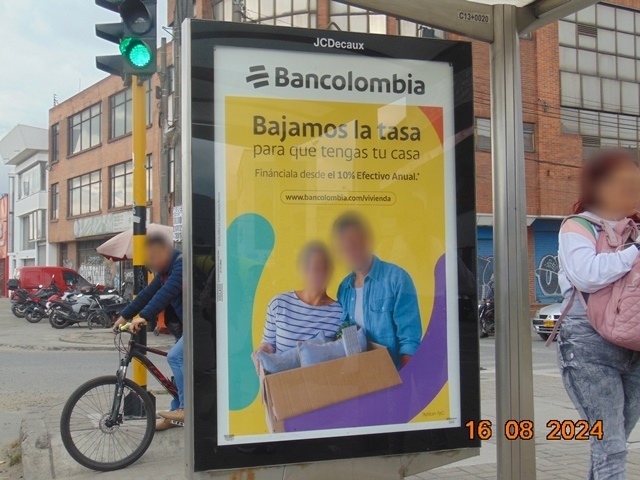 C13+0020
JCDecaux
Bancolombia
Bajamos la tasa
para que tengas tu casa
Finánciala desde el 10% Efectivo Anual.*
www.bancolombia.com/vivienda
16 08 2024